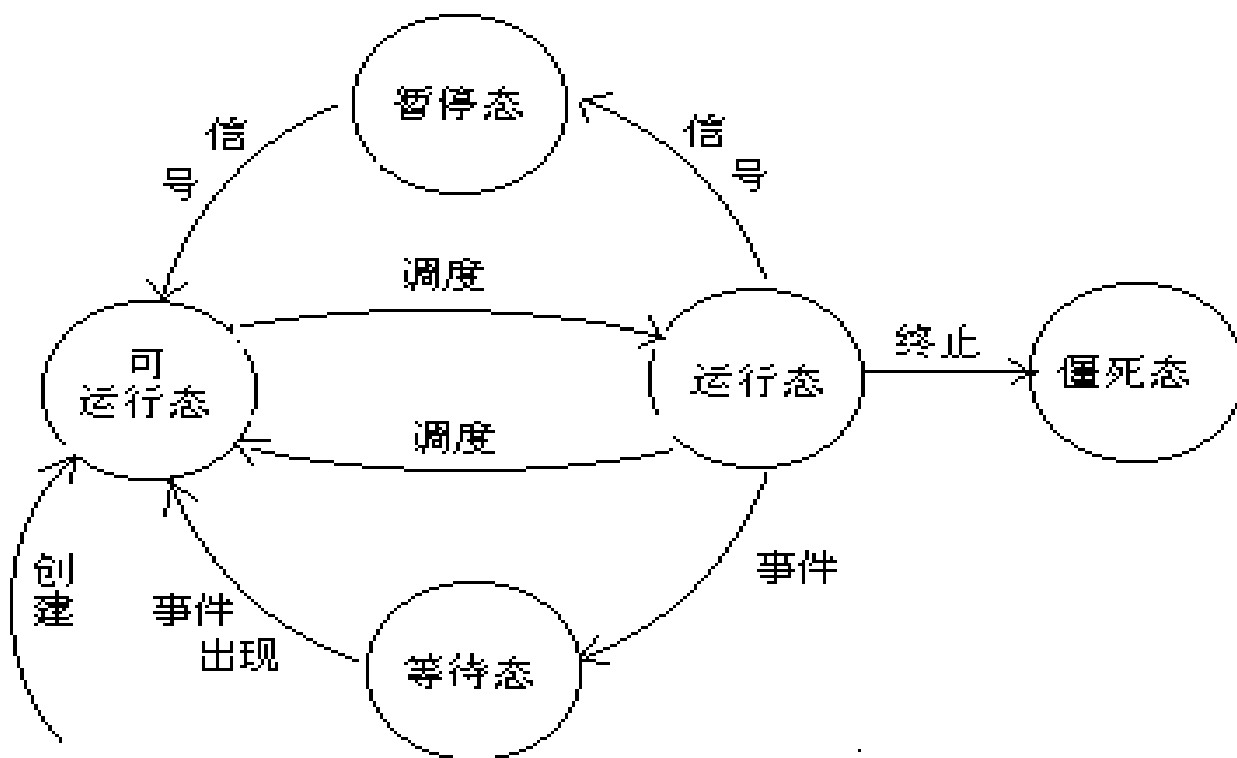 暂停态
信
号
信
号
调度
可
运行态
运行态
终止
僵死态
调度
创
建
事件
出现
事件
等待态